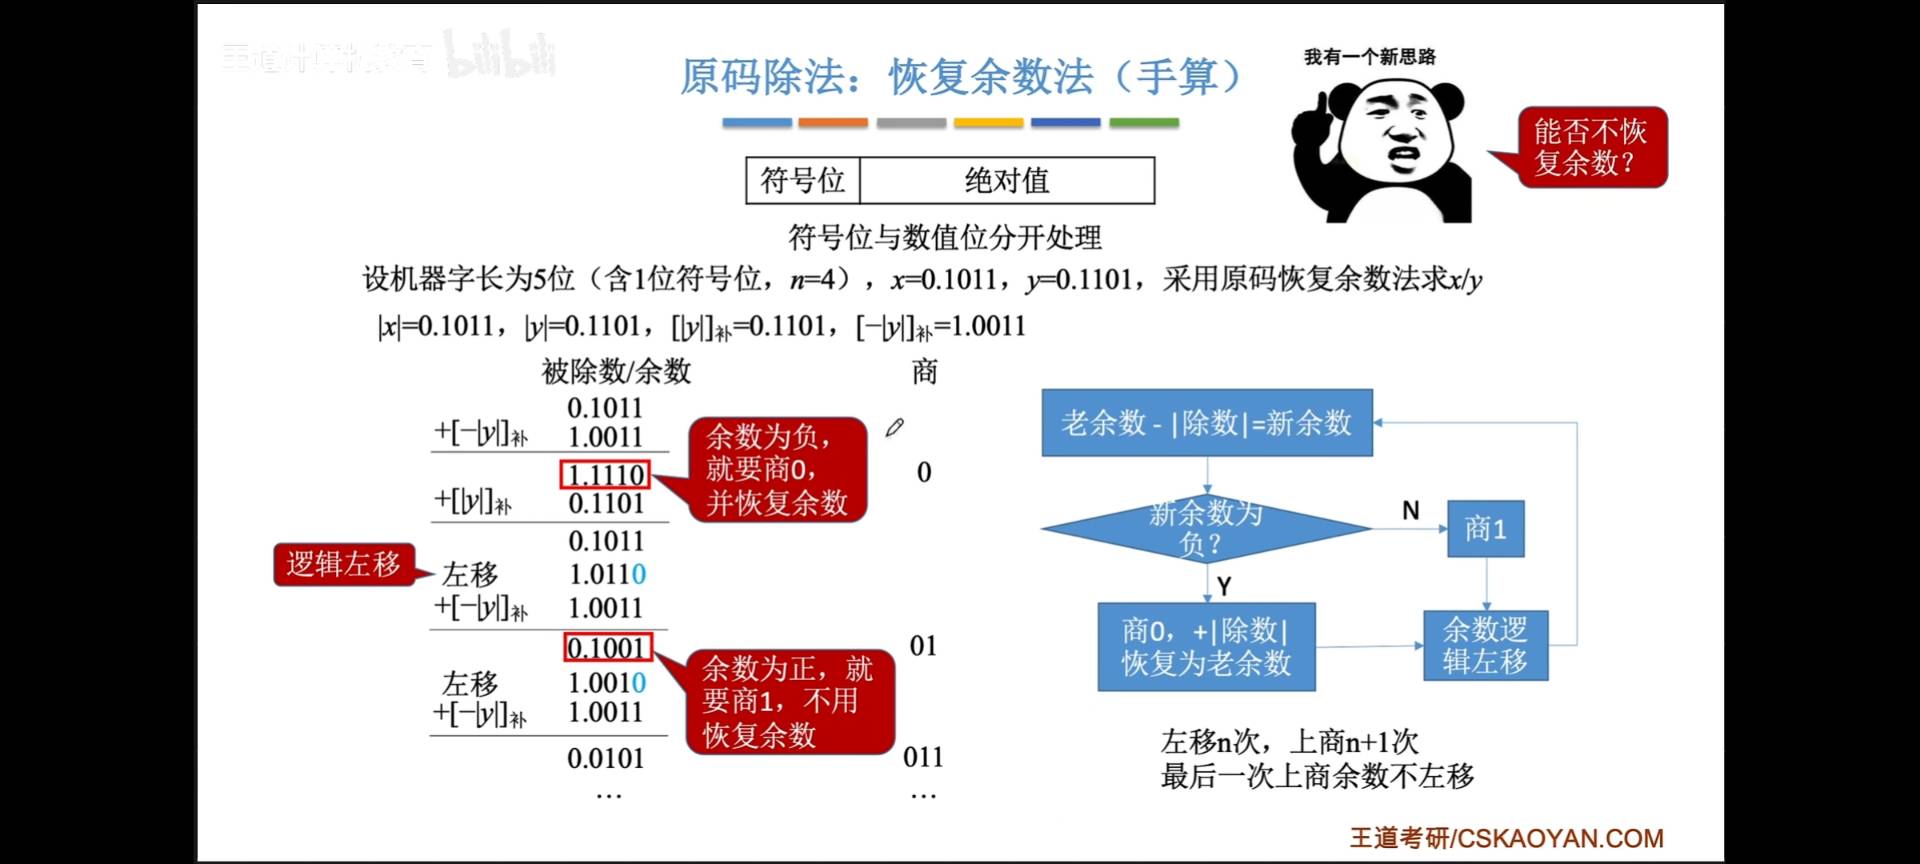 王道计算机教育 bilibili
原码除法：恢复余数法（手算）
我有一个新思路
能否不恢
复余数？
符号位 绝对值
符号位与数值位分开处理
设机器字长为5位（含1位符号位，n=4），x=0.1011，y=0.1101，采用原码恢复余数法求x/y
|x|=0.1011，|y|=0.1101，[|y|]补=0.1101，[−|y|]补=1.0011
被除数/余数 商
0.1011
+[−|y|]补 1.0011
1.1110 0
+[|y|]补 0.1101
余数为负，
就要商0，
并恢复余数
0.1011
逻辑左移
左移 1.0110
+[−|y|]补 1.0011
0.1001 01
左移 1.0010
+[−|y|]补 1.0011
余数为正，就
要商1，不用
恢复余数
0.0101 011
… …
老余数 - |除数|=新余数
新余数为
负？
N
商1
Y
商0，+|除数|
恢复为老余数
余数逻
辑左移
左移n次，上商n+1次
最后一次上商余数不左移
王道考研/CSKAOYAN.COM